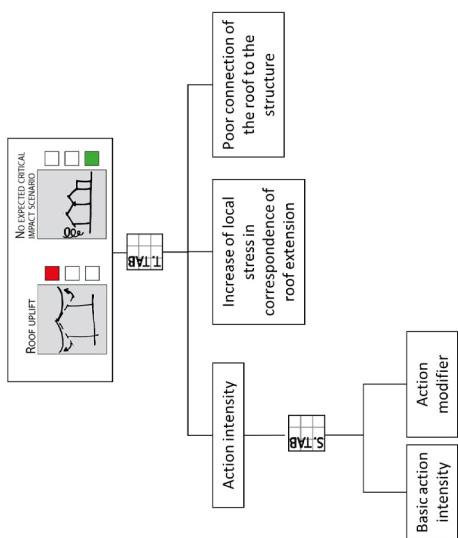 ROOF UPLIFT
NO EXPECTED CRITICAL
IMPACT SCENARIO
T. TAB
Action intensity
Increase of local
stress in
correspondence of
roof extension
Poor connection of
the roof to the
structure
S. TAB
Basic action
intensity
Action
modifier